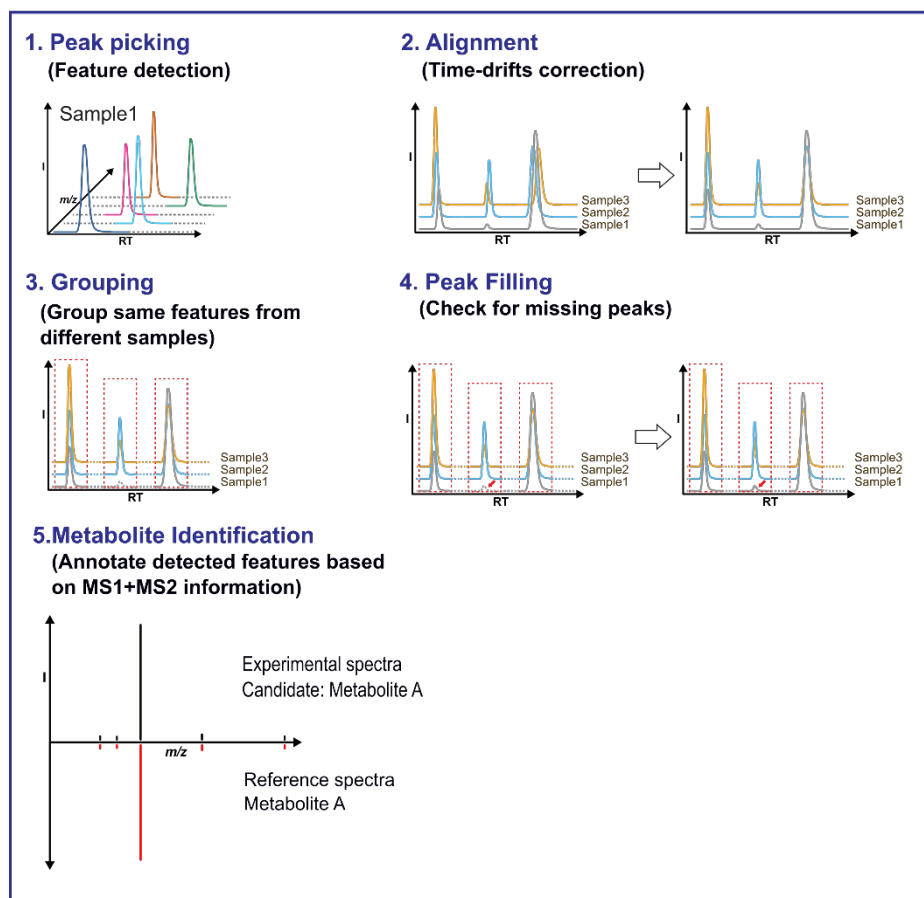 1. Peak picking
(Feature detection)
Sample1
I
m/z
RT
2. Alignment
(Time-drifts correction)
I
Sample3
Sample2
Sample1
RT
I
Sample3
Sample2
Sample1
RT
3. Grouping
(Group same features from
different samples)
I
Sample3
Sample2
Sample1
RT
4. Peak Filling
(Check for missing peaks)
I
Sample3
Sample2
Sample1
RT
I
Sample3
Sample2
Sample1
RT
5.Metabolite Identification
(Annotate detected features based
on MS1+MS2 information)
I
Experimental spectra
Candidate: Metabolite A
m/z
Reference spectra
Metabolite A